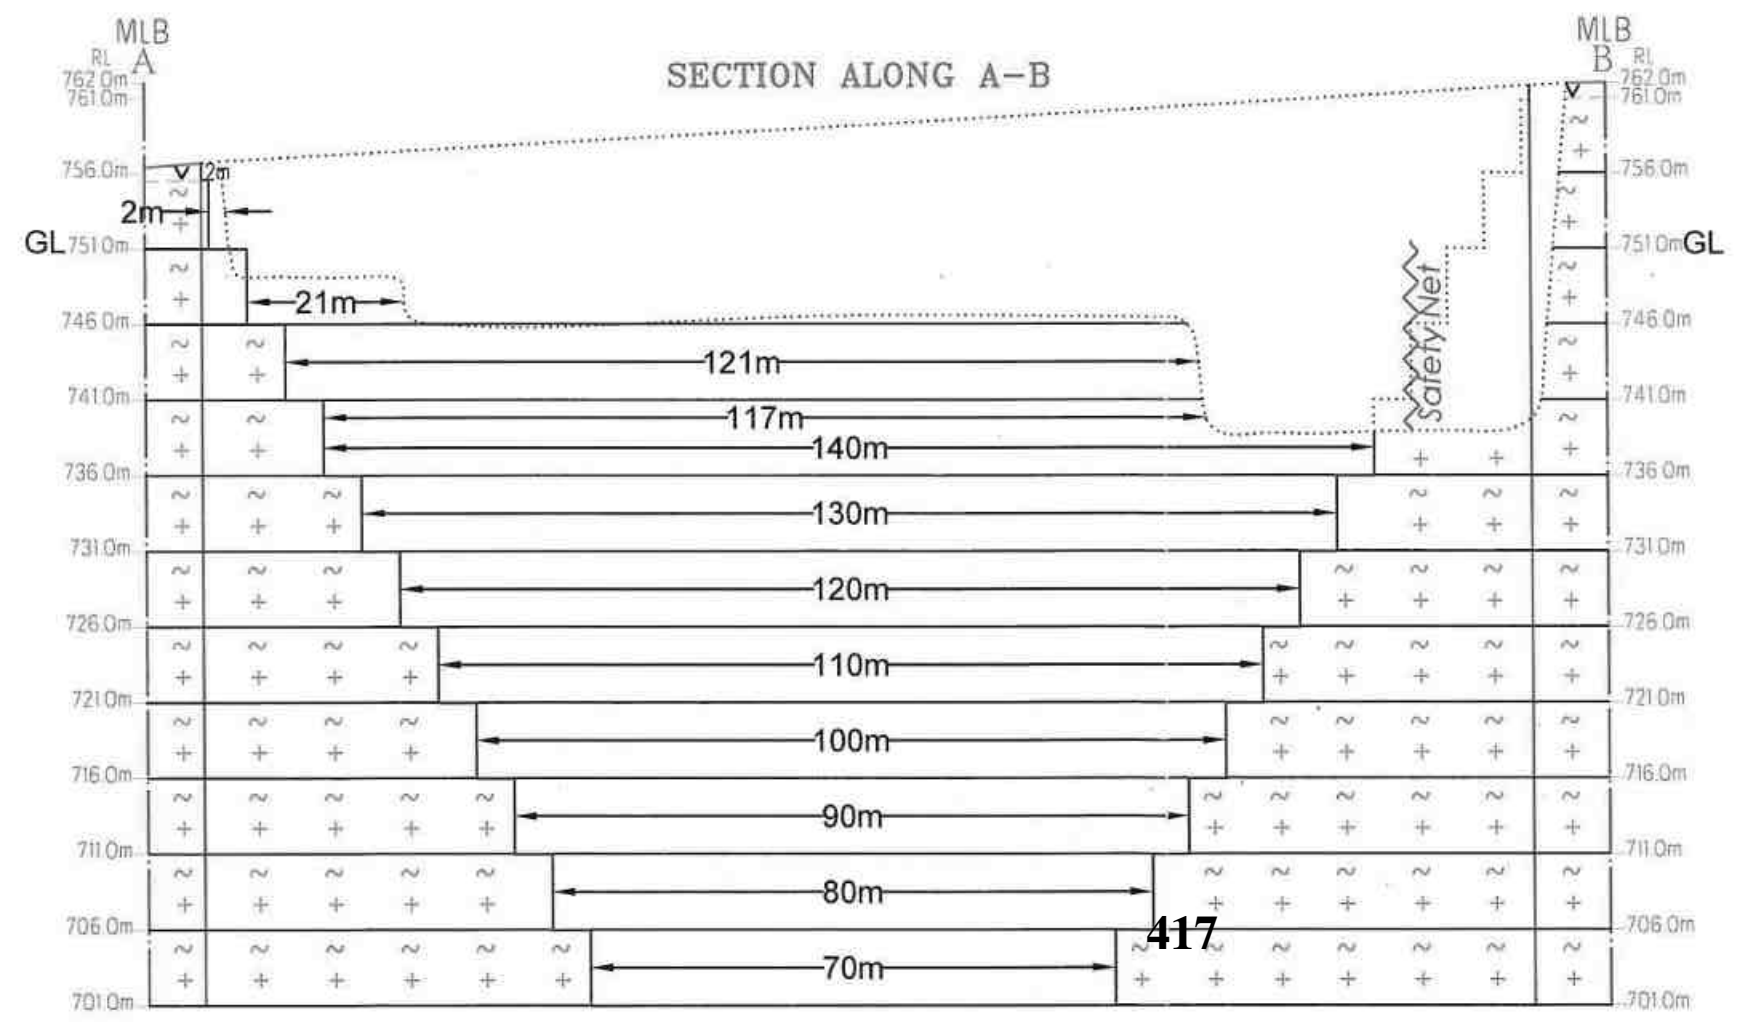 MLB
MLB
RL
A
B
RL
SECTION ALONG A-B
762.0m
762.0m
761.0m
761.0m
756.0m
2m
756.0m
2m
GL
751.0m
751.0m
GL
21m
Safety Net
746.0m
746.0m
121m
741.0m
741.0m
117m
140m
736.0m
736.0m
130m
731.0m
731.0m
120m
726.0m
726.0m
110m
721.0m
721.0m
100m
716.0m
716.0m
90m
711.0m
711.0m
80m
706.0m
417
706.0m
70m
701.0m
701.0m